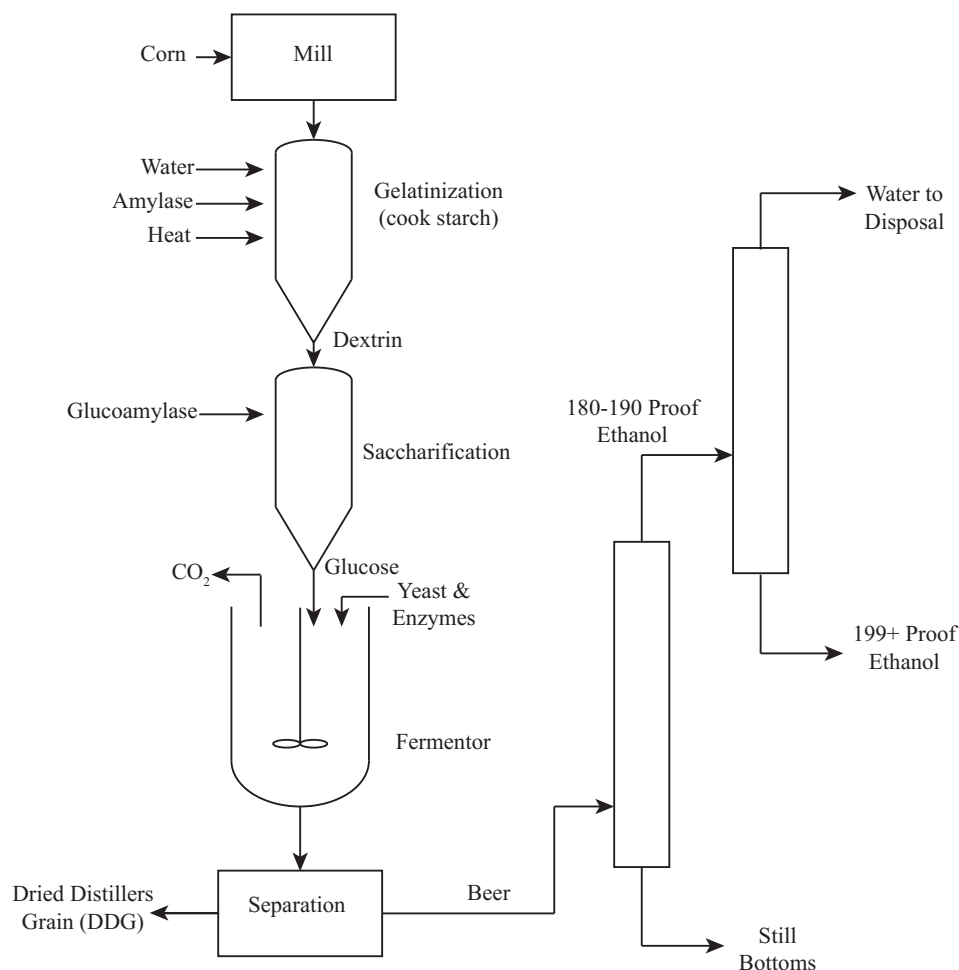 Corn
Mill
Water
Amylase
Heat
Gelatinization
(cook starch)
Dextrin
Glucoamylase
Saccharification
Glucose
CO2
Yeast &
Enzymes
Fermentor
Separation
Dried Distillers
Grain (DDG)
Beer
180-190 Proof
Ethanol
Water to
Disposal
199+ Proof
Ethanol
Still
Bottoms